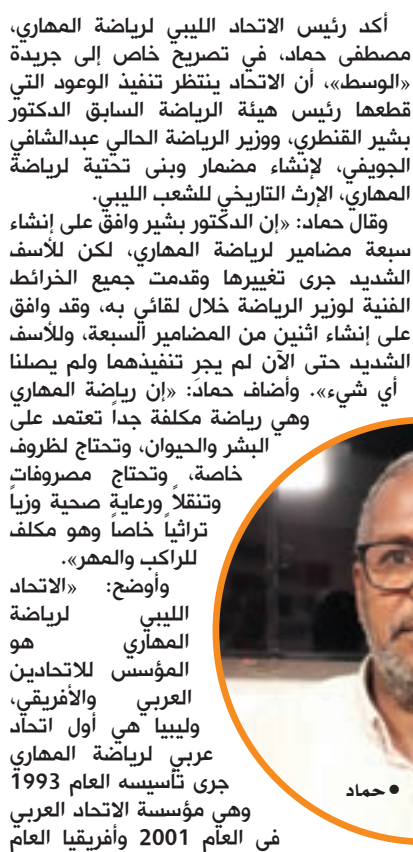 أكد رئيس الاتحاد الليبي لرياضة المهاري،
مصطفى حماد، في تصريح خاص إلى جريدة
«الوسط»، أن الاتحاد ينتظر تنفيذ الوعود التي
قطعها رئيس هيئة الرياضة السابق الدكتور
بشير القنطري، ووزير الرياضة الحالي عبدالشافي
الجويفي، لإنشاء مضمار وبنى تحتية لرياضة
المهاري، الإرث التاريخي للشعب الليبي.
وقال حماد: «إن الدكتور بشير وافق على إنشاء
سبعة مضامير لرياضة المهاري، لكن للأسف
الشديد جرى تغييرها وقدمت جميع الخرائط
الفنية لوزير الرياضة خلال لقائي به، وقد وافق
على إنشاء اثنين من المضامير السبعة، وللأسف
الشديد حتى الآن لم يجرِ تنفيذهما ولم يصلنا
أي شيء». وأضاف حماد: «إن رياضة المهاري
وهي رياضة مكلفة جداً تعتمد على
البشر والحيوان، وتحتاج لظروف
خاصة، وتحتاج مصروفات
وتنقلاً ورعاية صحية وزياً
تراثياً خاصاً وهو مكلف
للراكب والمهر».
وأوضح: «الاتحاد
الليبي لرياضة
المهاري هو
المؤسس للاتحادين
العربي والأفريقي،
وليبيا هي أول اتحاد
عربي لرياضة المهاري
جرى تأسيسه العام 1993
وهي مؤسسة الاتحاد العربي
في العام 2001 وأفريقيا العام
• حماد